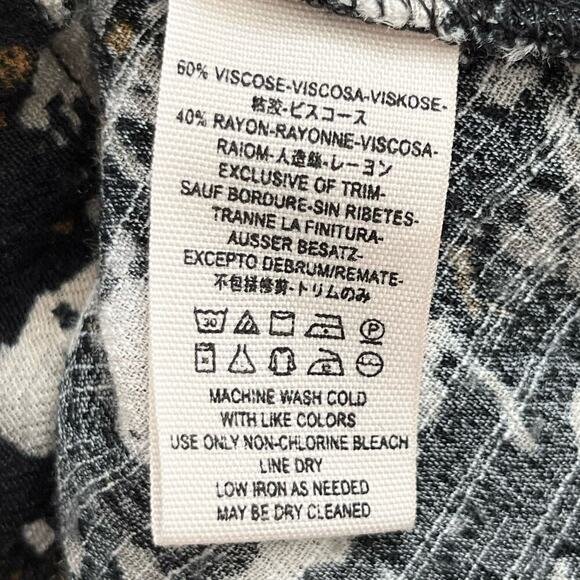 60% VISCOSE-VISCOSA-VISKOSE-
粘胶-ビスコース
40% RAYON-RAYONNE-VISCOSA-
RAIOM-人造絲-レーヨン
EXCLUSIVE OF TRIM-
SAUF BORDURE-SIN RIBETES-
TRANNE LA FINITURA-
AUSSER BESATZ-
EXCEPTO DEBRUM/REMATE-
不包括修剪-トリムのみ
30 P
MACHINE WASH COLD
WITH LIKE COLORS
USE ONLY NON-CHLORINE BLEACH
LINE DRY
LOW IRON AS NEEDED
MAY BE DRY CLEANED